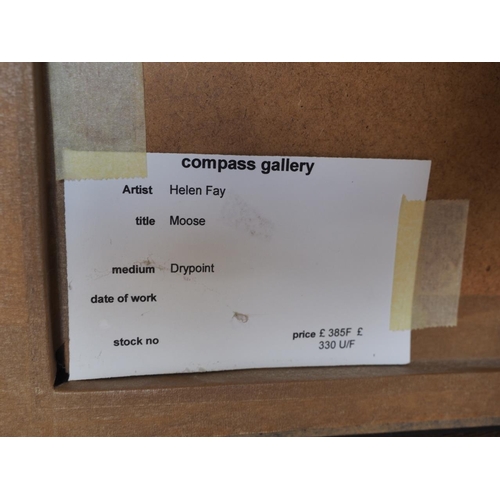 compass gallery
Artist Helen Fay
title Moose
medium Drypoint
date of work
stock no price £ 385F £
330 U/F